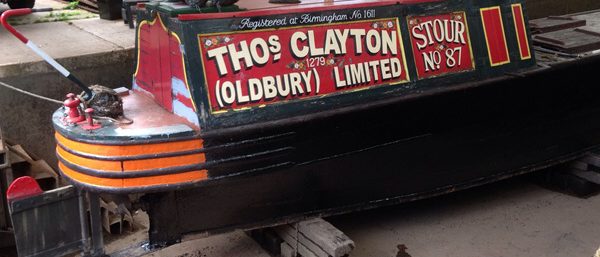 Registered at Birmingham No. 1611
THOS CLAYTON
1279
(OLDBURY) LIMITED
STOUR
NO 87